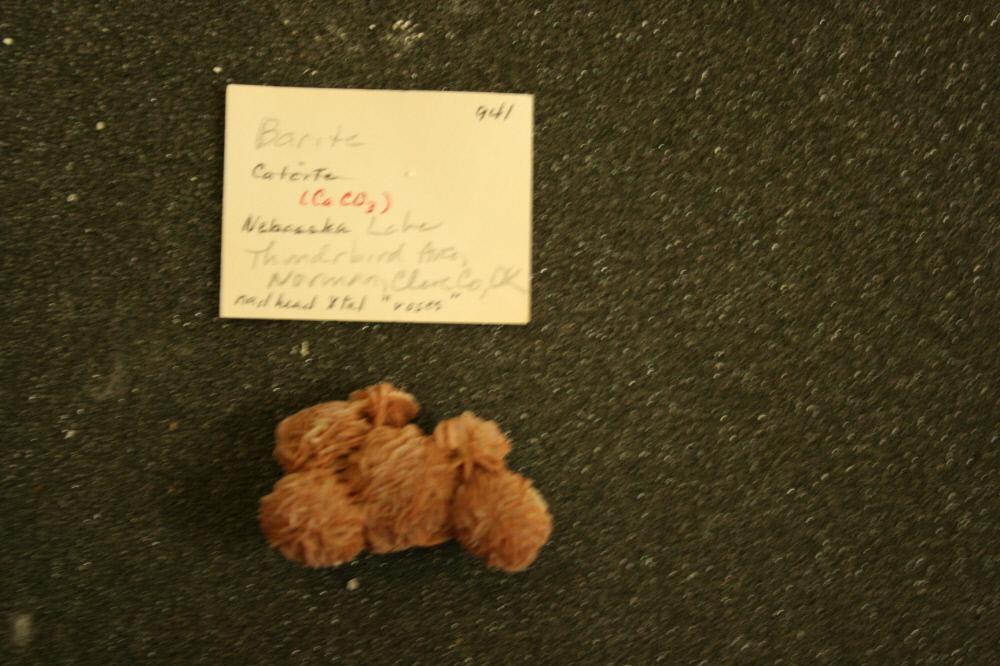 941
Barite
Calcite
(CaCO3)
Nebraska Lake
Thunderbird Area,
Norman, Cleve Co, OK
nailhead Xtal "roses"